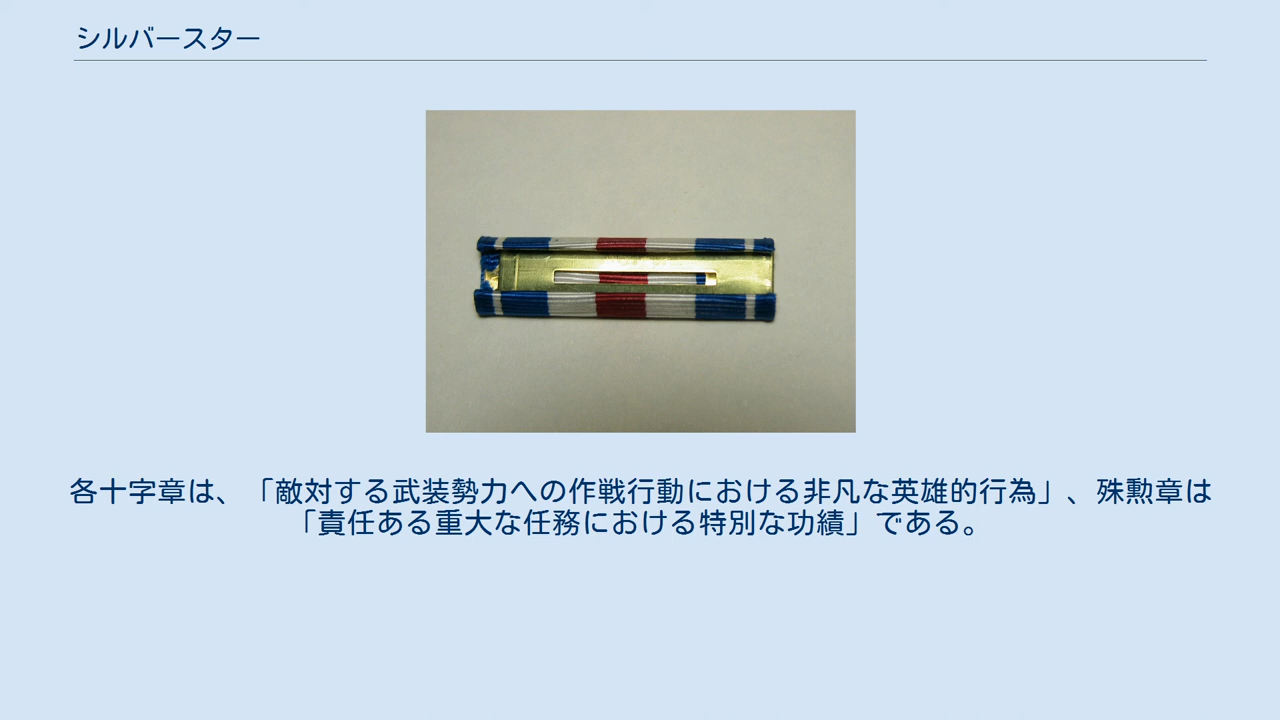 シルバースター
各十字章は、「敵対する武装勢力への作戦行動における非凡な英雄的行為」、殊勲章は
「責任ある重大な任務における特別な功績」である。